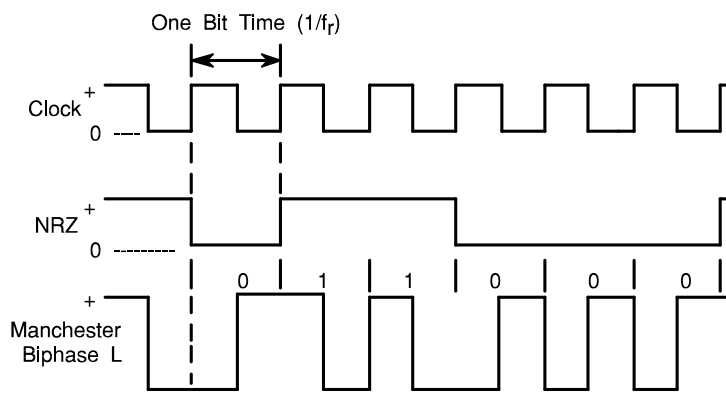 One Bit Time (1/fr)
+
Clock
0
+
NRZ
0
0 1 1 0 0 0
+
Manchester
Biphase L